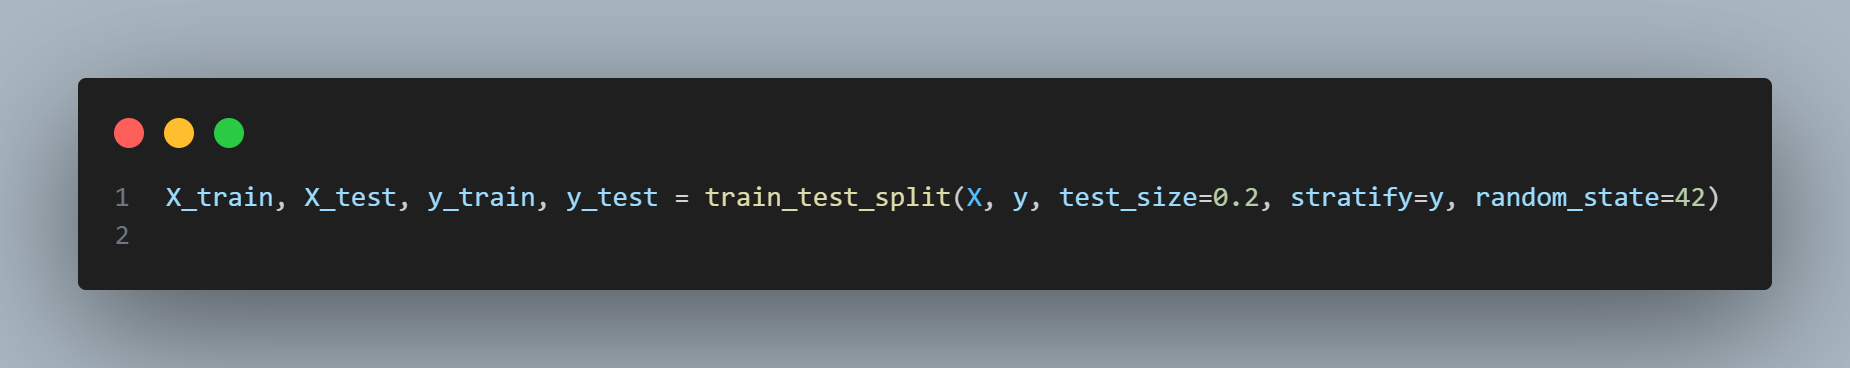 1 X_train, X_test, y_train, y_test = train_test_split(X, y, test_size=0.2, stratify=y, random_state=42)
2